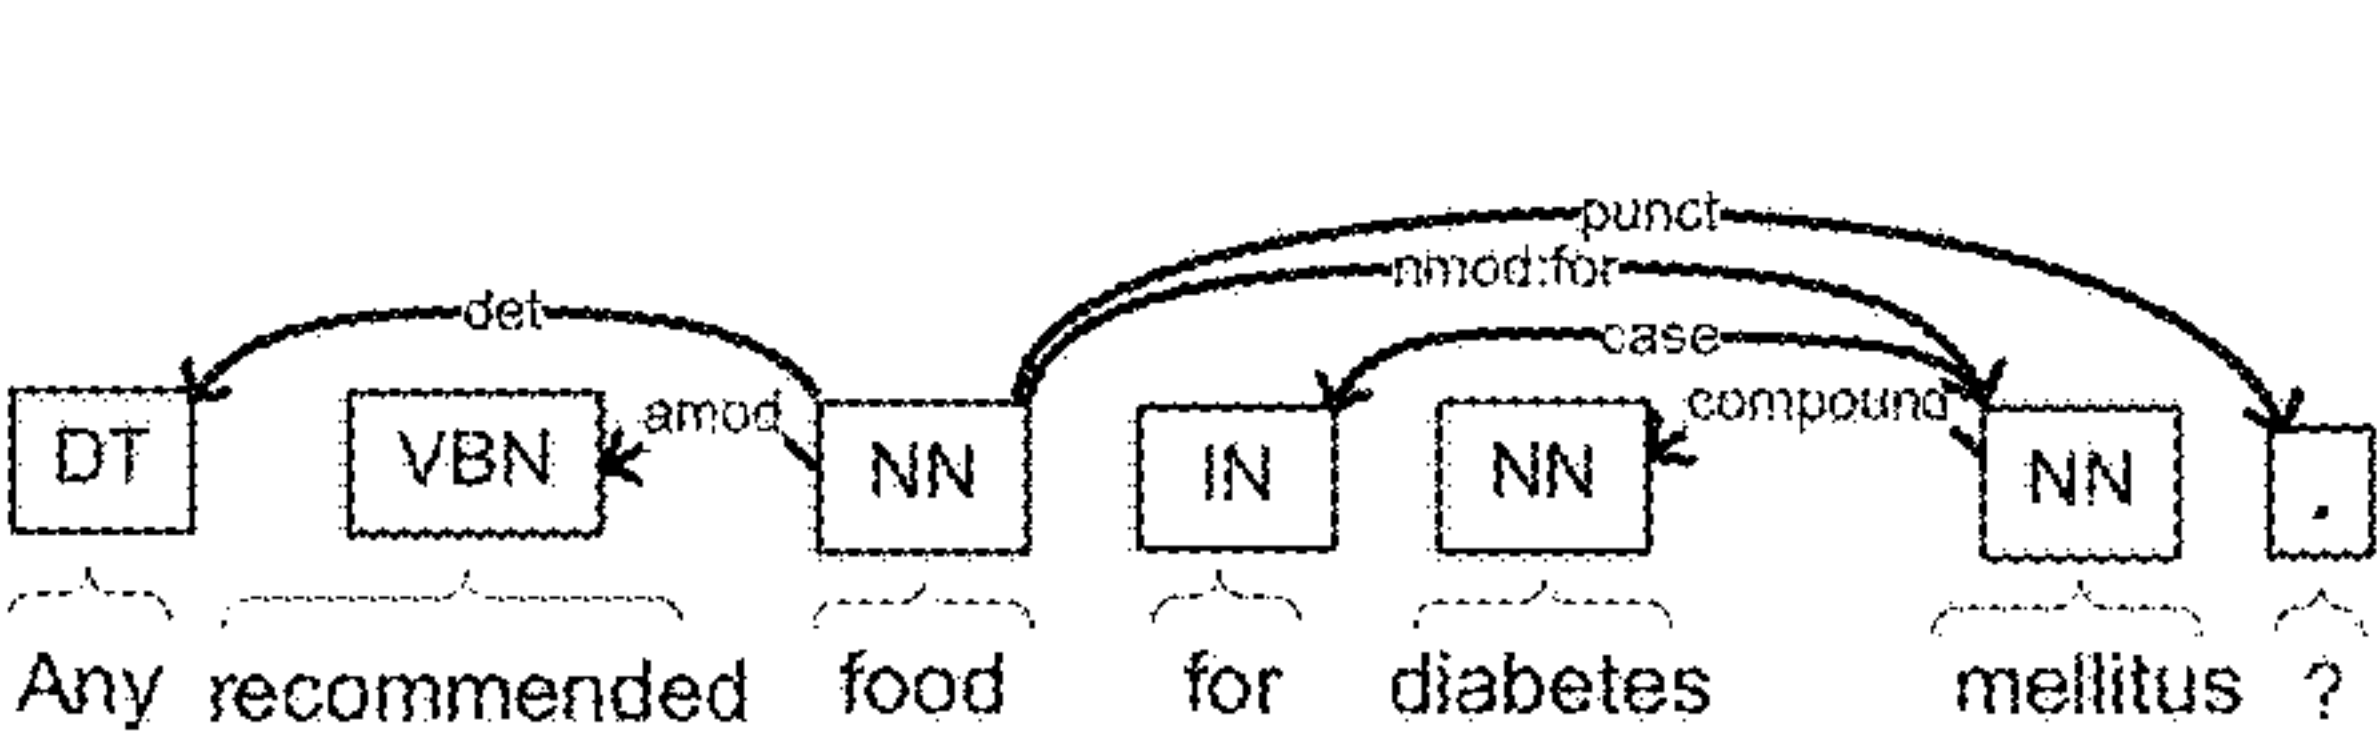 punct
nmod:for
det
case
amod
compound
DT VBN NN IN NN NN .
Any recommended food for diabetes mellitus ?